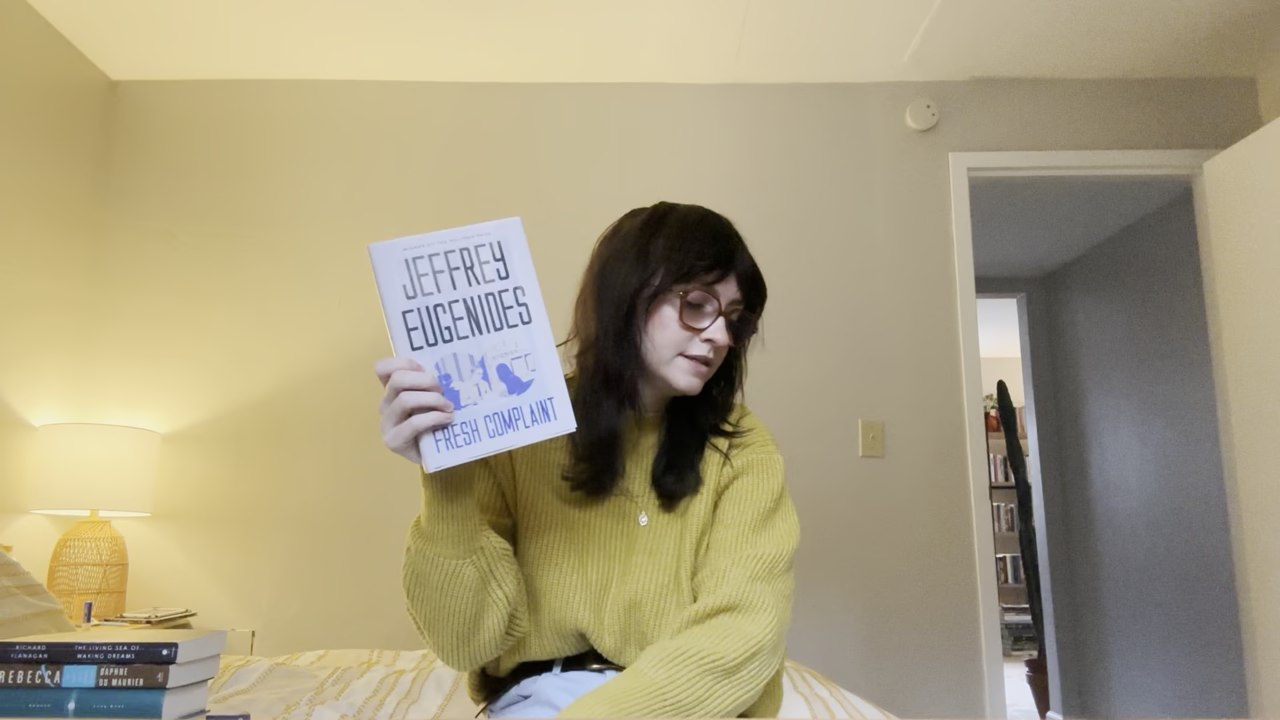 JEFFREY
EUGENIDES
FRESH COMPLAINT
RICHARD FLANAGAN THE LIVING SEA OF WAKING DREAMS
REBECCA DAPHNE DU MAURIER